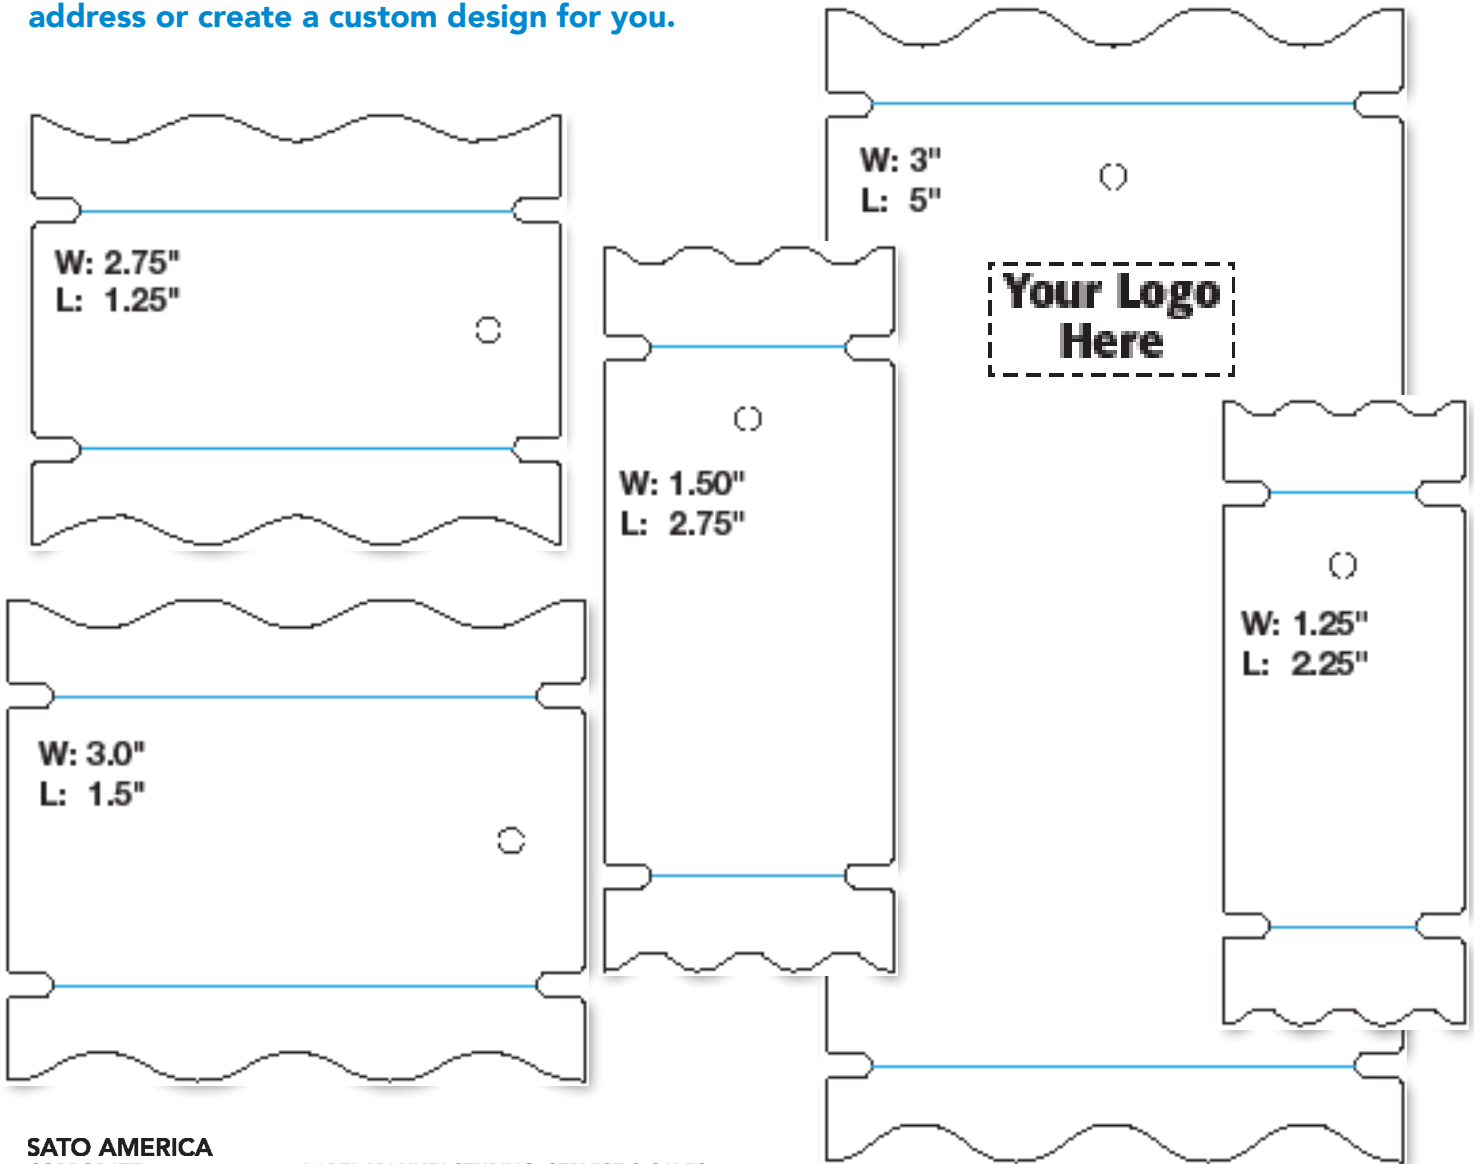 address or create a custom design for you.
W: 3"
L: 5"
W: 2.75"
L: 1.25"
Your Logo
Here
W: 1.50"
L: 2.75"
W: 1.25"
L: 2.25"
W: 3.0"
L: 1.5"
SATO AMERICA